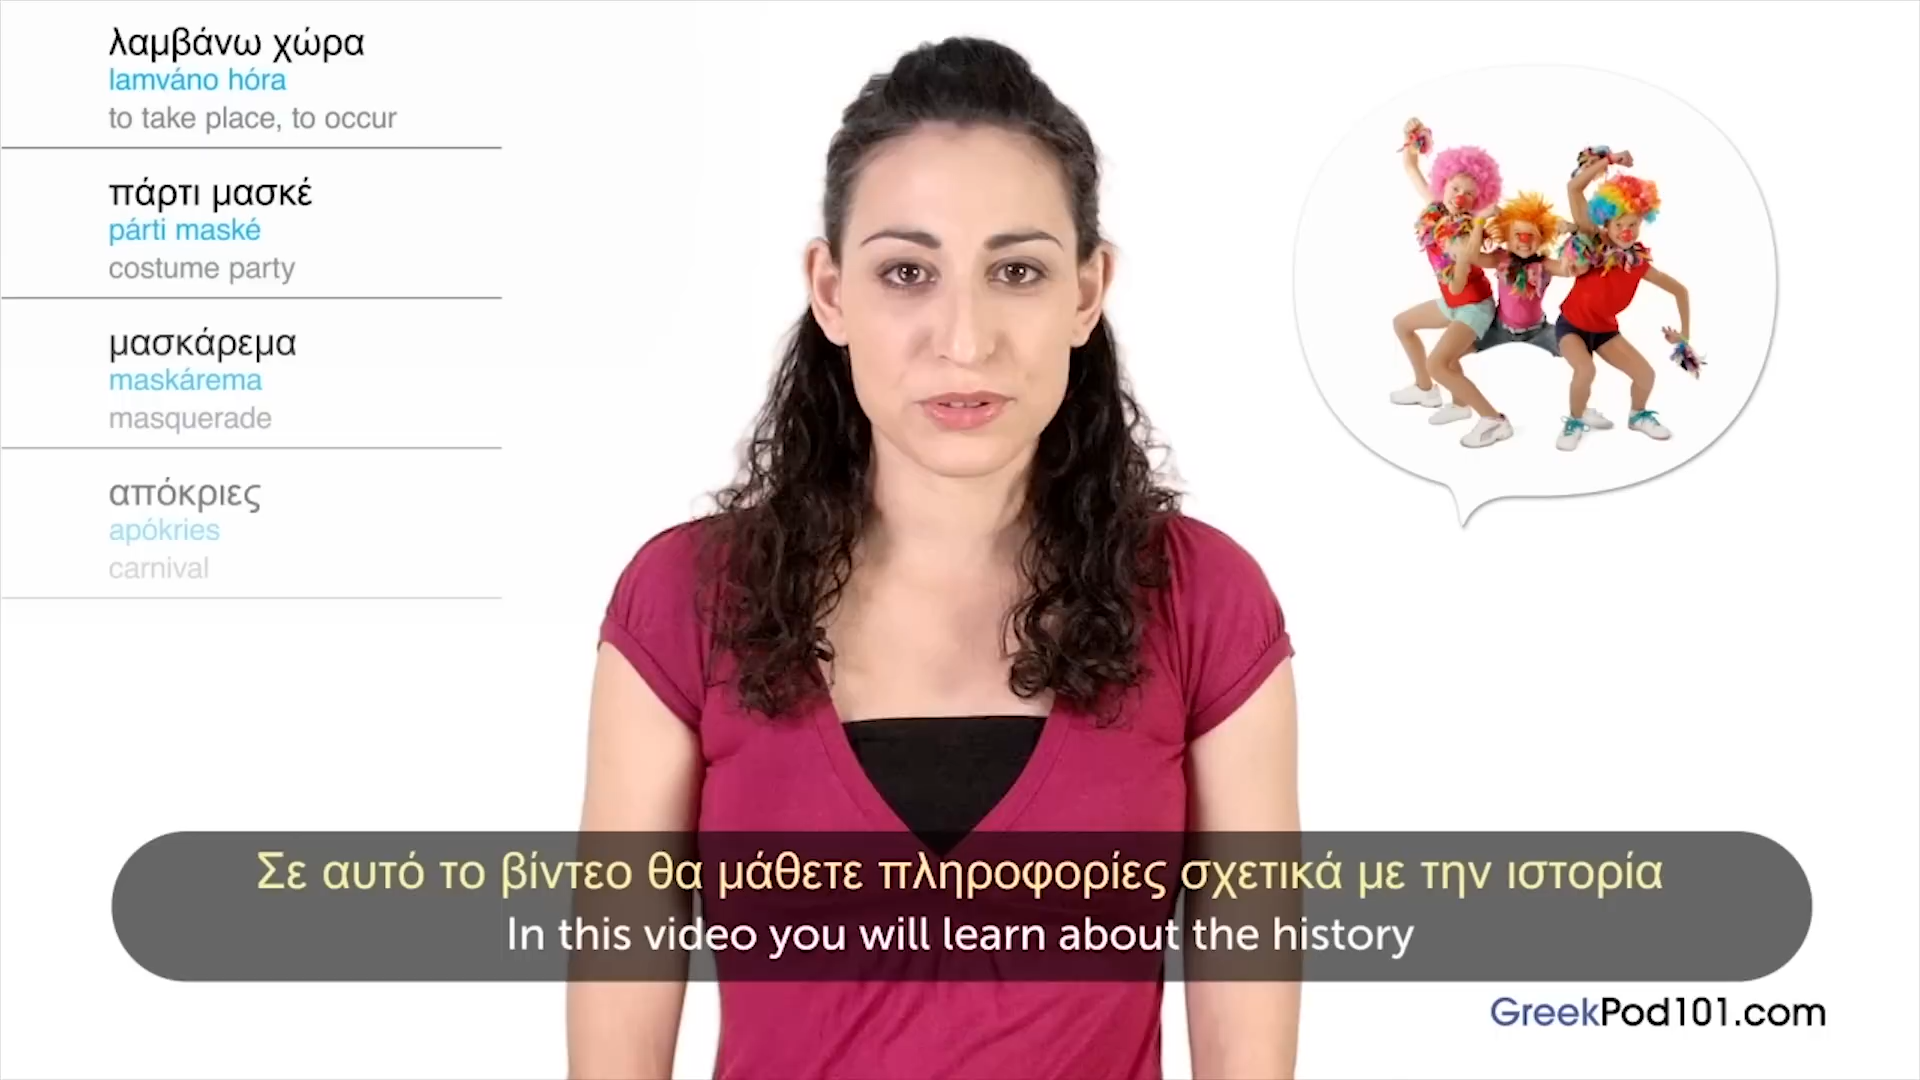 λαμβάνω χώρα
lamváno hóra
to take place, to occur
πάρτι μασκέ
párti maské
costume party
μασκάρεμα
maskárema
masquerade
απόκριες
apókries
carnival
Σε αυτό το βίντεο θα μάθετε πληροφορίες σχετικά με την ιστορία
In this video you will learn about the history
GreekPod101.com